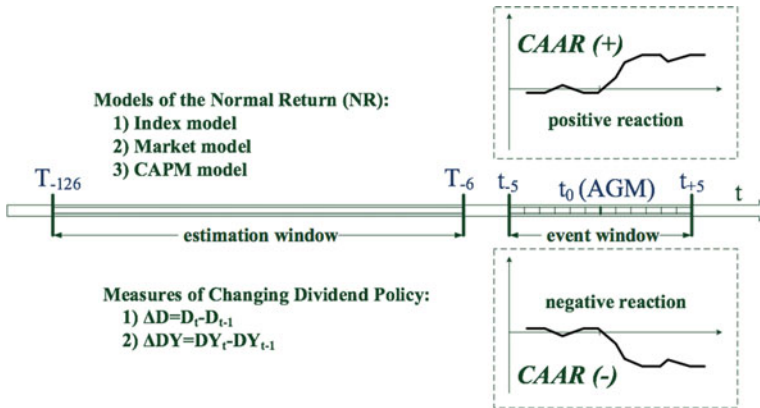 CAAR (+)
positive reaction
Models of the Normal Return (NR):
1) Index model
2) Market model
3) CAPM model
T-126
T-6
t-5
t0 (AGM)
t+5
t
estimation window
event window
Measures of Changing Dividend Policy:
1) ΔD=Dt-Dt-1
2) ΔDY=DYt-DYt-1
negative reaction
CAAR (-)